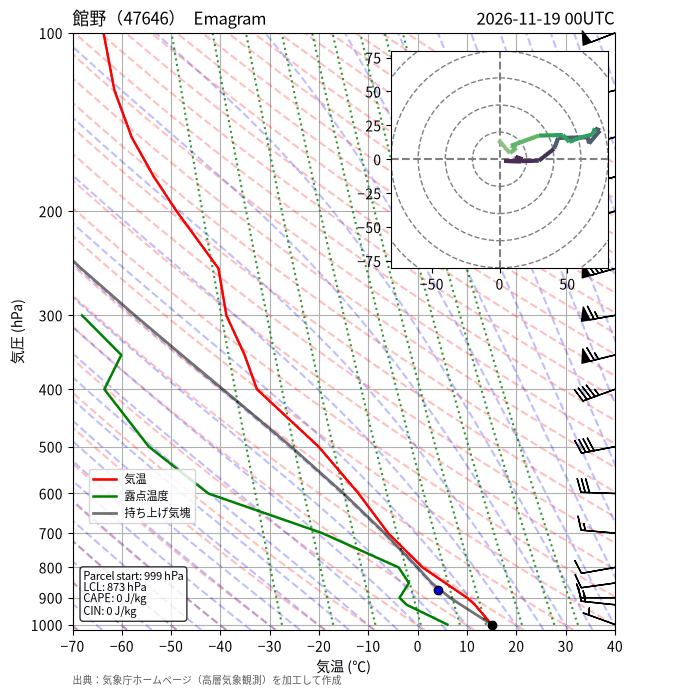 館野（47646） Emagram
2026-11-19 00UTC
100
200
300
400
500
600
700
800
900
1000
気圧 (hPa)
−70
−60
−50
−40
−30
−20
−10
0
10
20
30
40
気温 (°C)
75
50
25
0
−25
−50
−75
−50
0
50
気温
露点温度
持ち上げ気塊
Parcel start: 999 hPa
LCL: 873 hPa
CAPE: 0 J/kg
CIN: 0 J/kg
出典：気象庁ホームページ（高層気象観測）を加工して作成